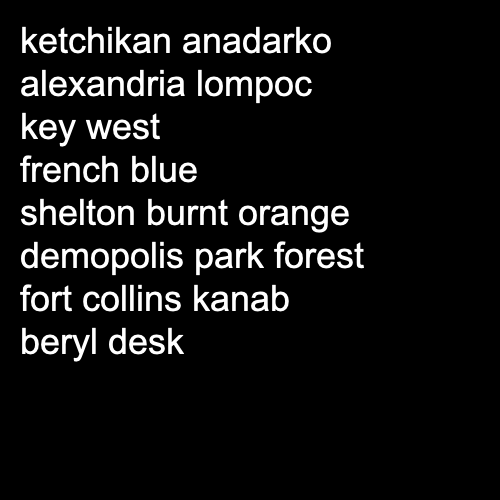 ketchikan anadarko
alexandria lompoc
key west
french blue
shelton burnt orange
demopolis park forest
fort collins kanab
beryl desk